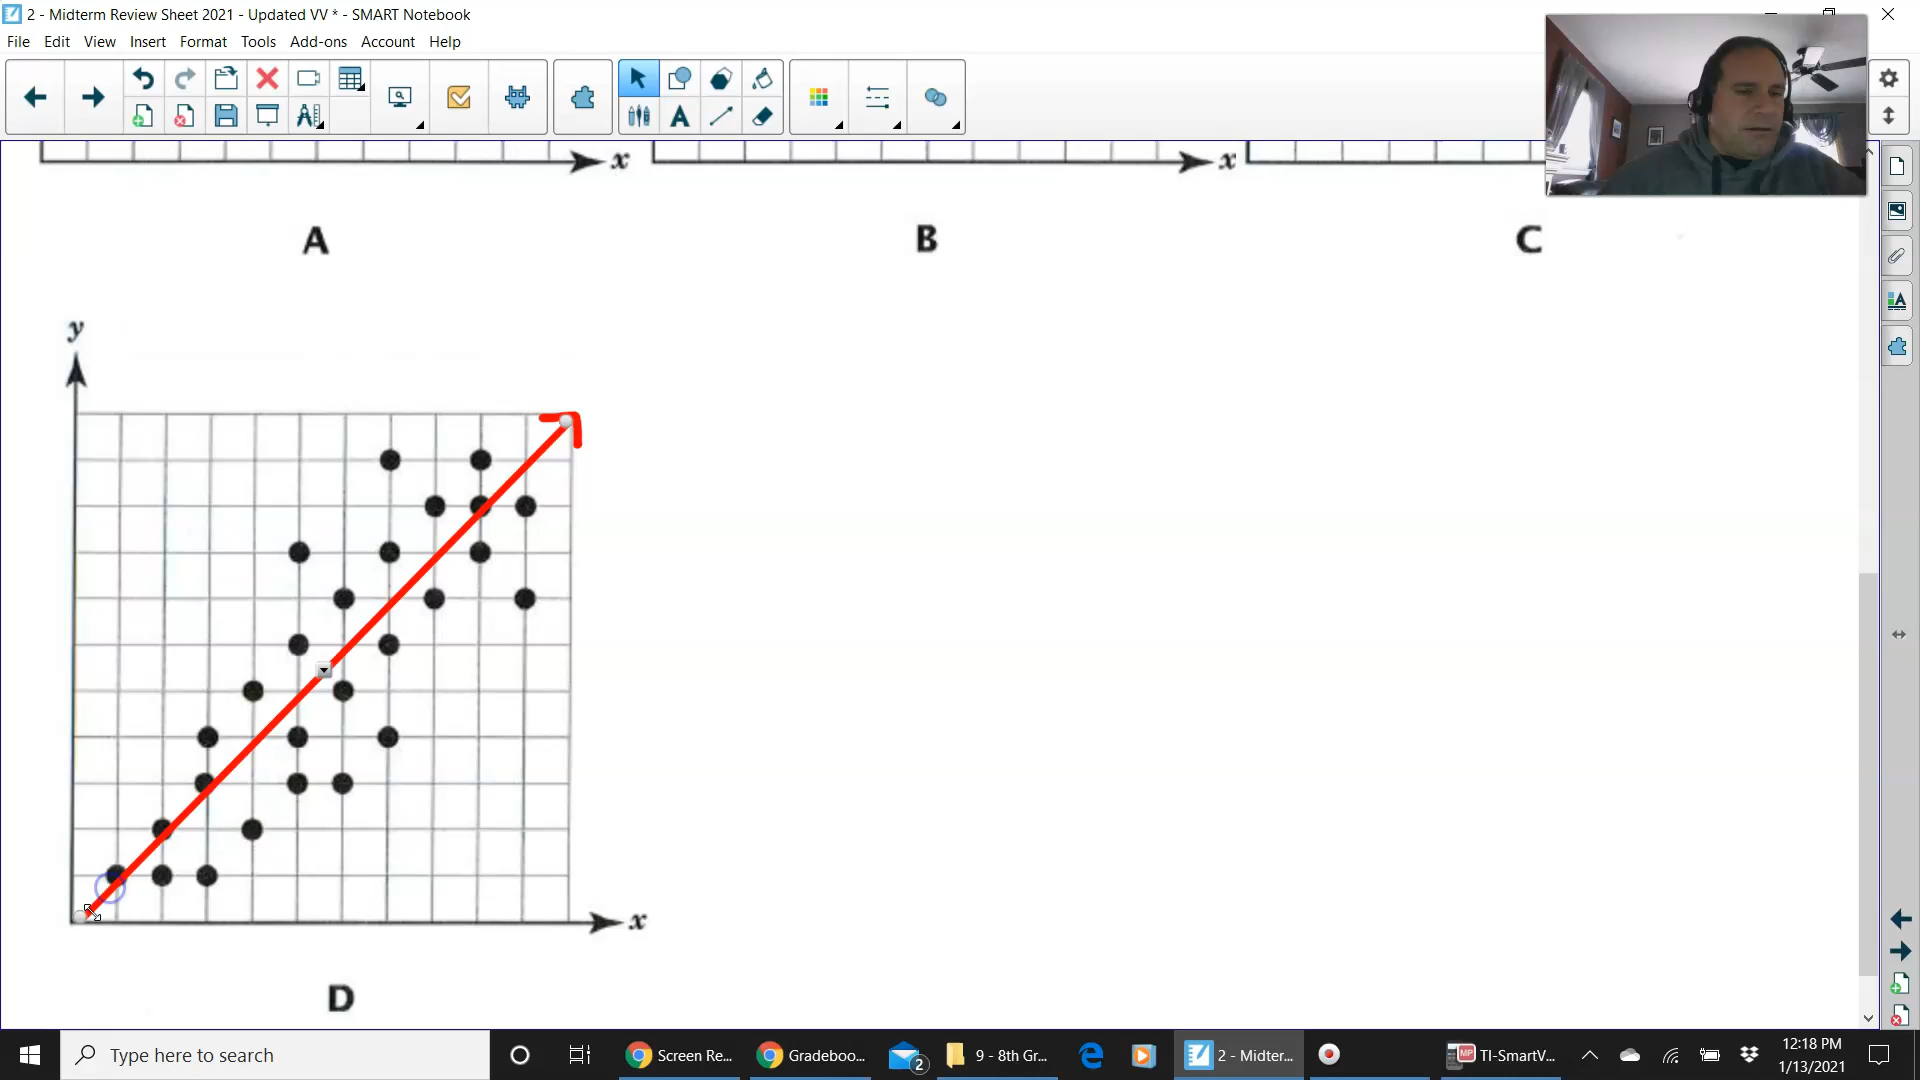 2 - Midterm Review Sheet 2021 - Updated VV * - SMART Notebook
File Edit View Insert Format Tools Add-ons Account Help
x x
A B C
y
x
D
Type here to search
Screen Re... Gradeboo... 2 9 - 8th Gr... 2 - Midter... TI-SmartV...
12:18 PM
1/13/2021